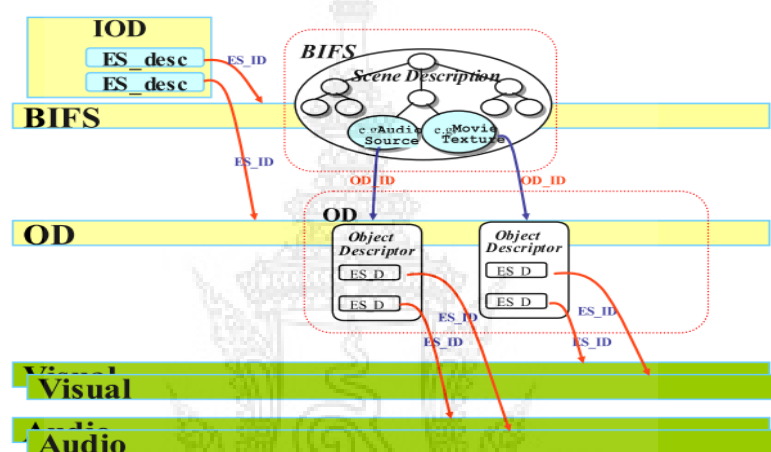 IOD
ES_desc
ES_desc
ES_ID
BIFS
Scene Description
e.g Audio
Source
e.g Movie
Texture
BIFS
ES_ID
OD_ID
OD_ID
OD
OD
Object
Descriptor
ES_D
ES_D
Object
Descriptor
ES_D
ES_D
ES_ID
ES_ID
ES_ID
ES_ID
Visual
Visual
Audio
Audio